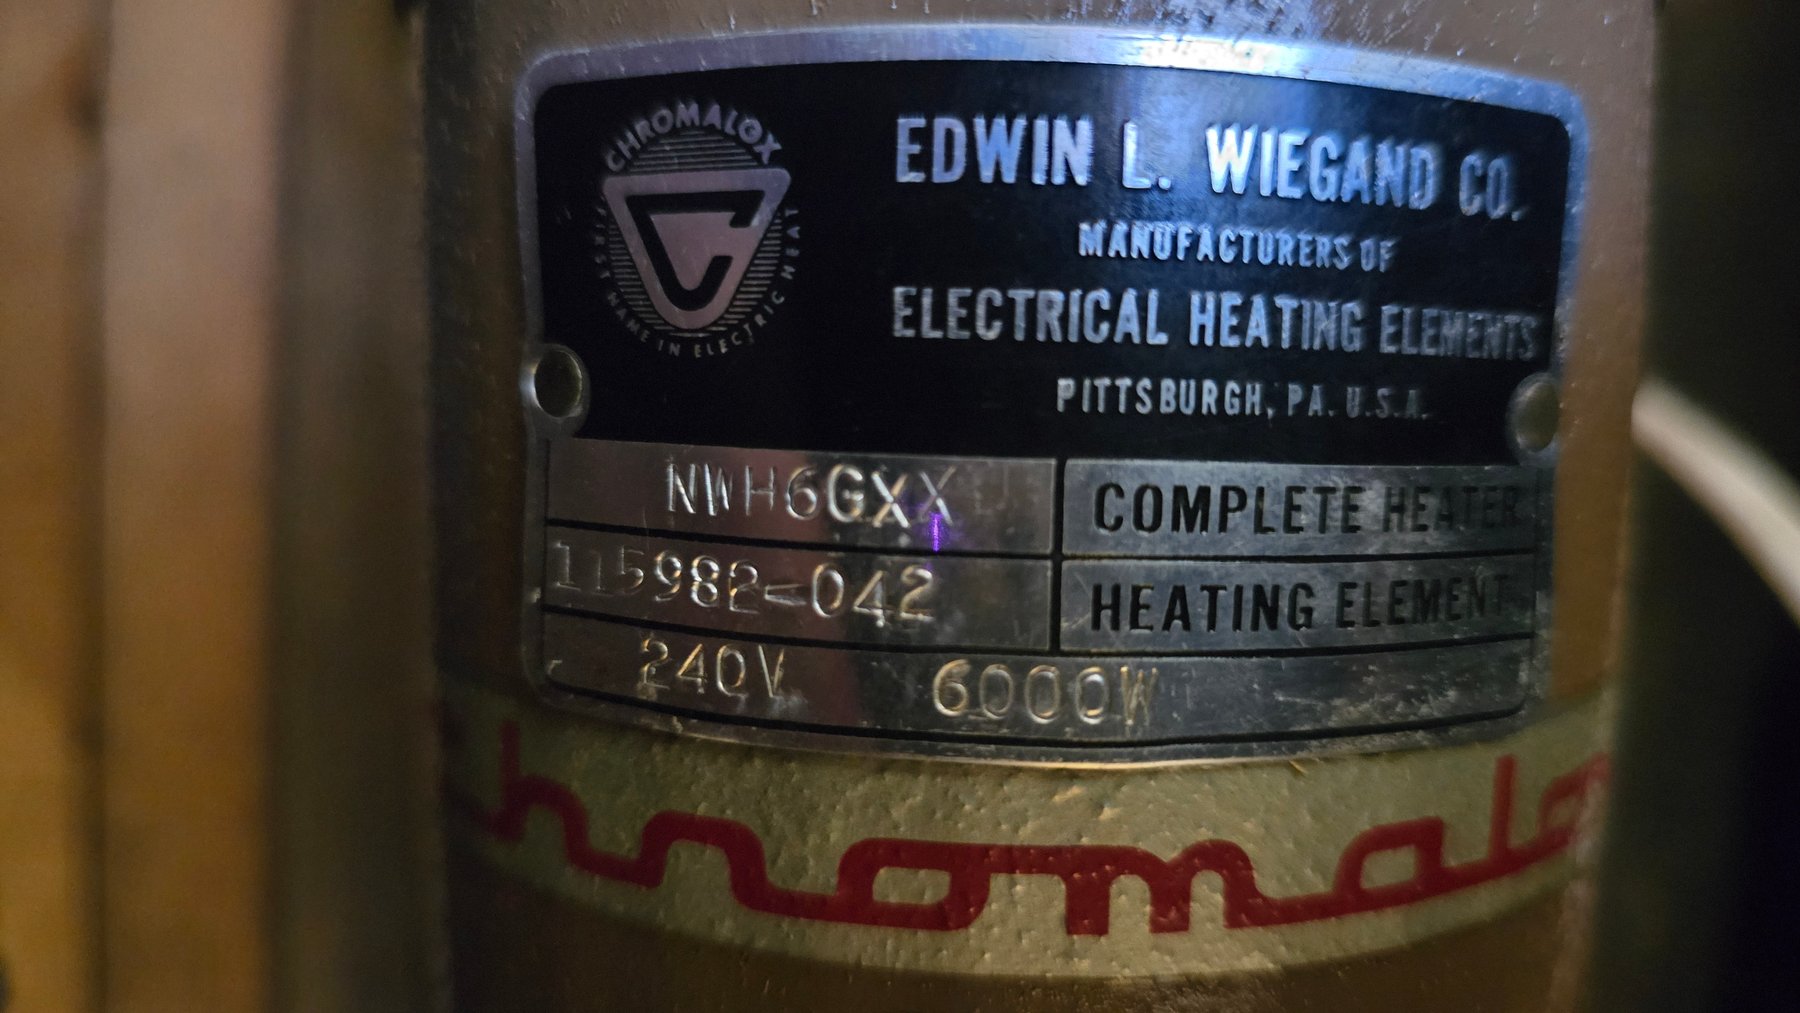 CHROMALOX
FIRST NAME IN ELECTRIC HEAT
EDWIN L. WIEGAND CO.
MANUFACTURERS OF
ELECTRICAL HEATING ELEMENTS
PITTSBURGH, PA. U.S.A.
NWH6GXX COMPLETE HEATER
115982-042 HEATING ELEMENT
240V 6000W
chromalo